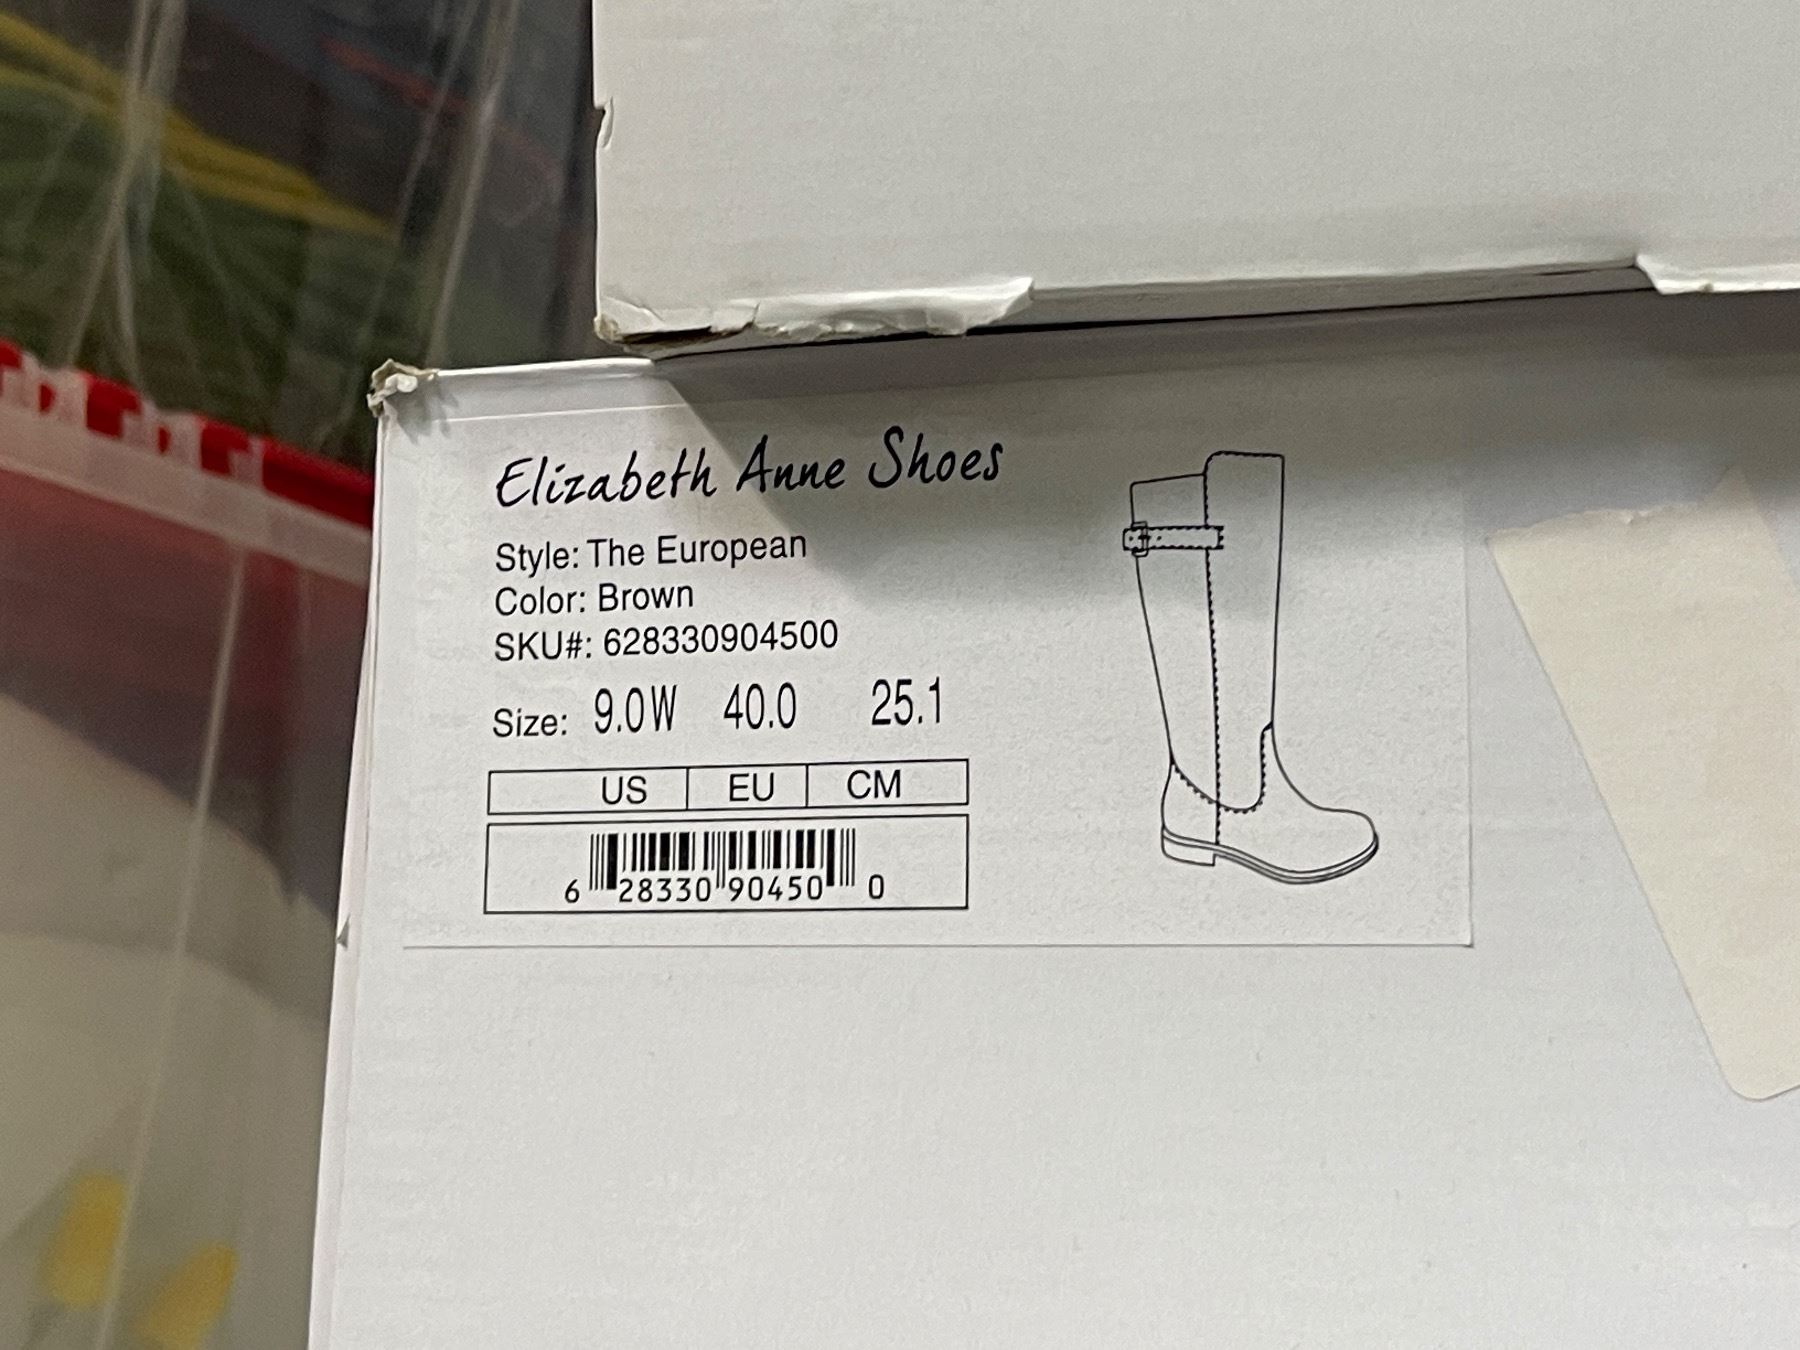 Elizabeth Anne Shoes
Style: The European
Color: Brown
SKU#: 628330904500
Size: 9.0W 40.0 25.1
US EU CM
6 28330 90450 0